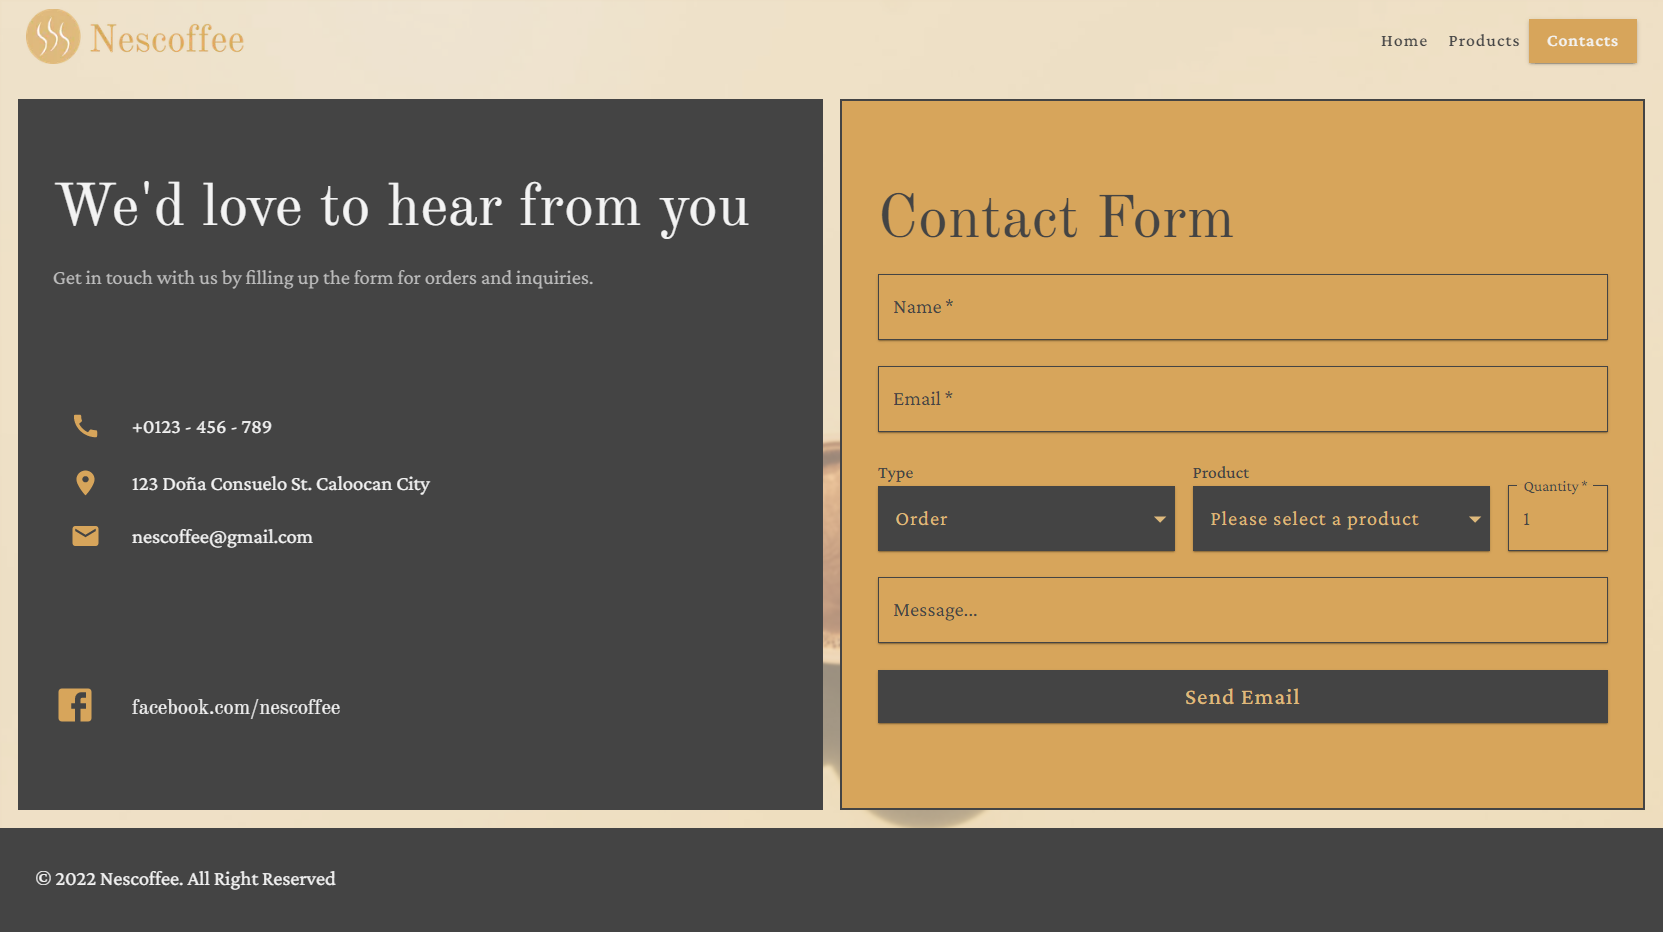 Nescoffee
Home Products Contacts
We'd love to hear from you
Get in touch with us by filling up the form for orders and inquiries.
+0123 - 456 - 789
123 Doña Consuelo St. Caloocan City
nescoffee@gmail.com
facebook.com/nescoffee
Contact Form
Name *
Email *
Type
Order
Product
Please select a product
Quantity *
1
Message...
Send Email
© 2022 Nescoffee. All Right Reserved